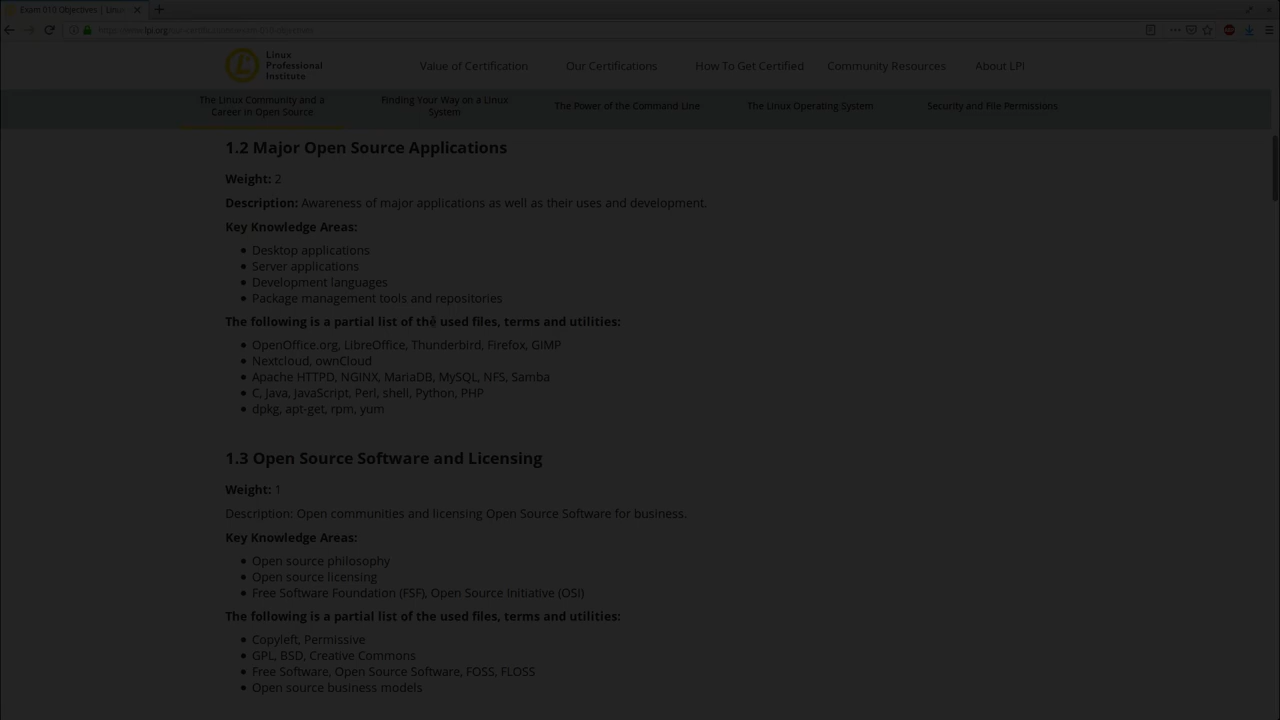 Exam 010 Objectives | Linux
Linux
Professional
Institute
Value of Certification
Our Certifications
How To Get Certified
Community Resources
About LPI
The Linux Community and a
Career in Open Source
Finding Your Way on a Linux
System
The Power of the Command Line
The Linux Operating System
Security and File Permissions
1.2 Major Open Source Applications
Weight: 2
Description: Awareness of major applications as well as their uses and development.
Key Knowledge Areas:
Desktop applications
Server applications
Development languages
Package management tools and repositories
The following is a partial list of the used files, terms and utilities:
OpenOffice.org, LibreOffice, Thunderbird, Firefox, GIMP
Nextcloud, ownCloud
Apache HTTPD, NGINX, MariaDB, MySQL, NFS, Samba
C, Java, JavaScript, Perl, shell, Python, PHP
dpkg, apt-get, rpm, yum
1.3 Open Source Software and Licensing
Weight: 1
Description: Open communities and licensing Open Source Software for business.
Key Knowledge Areas:
Open source philosophy
Open source licensing
Free Software Foundation (FSF), Open Source Initiative (OSI)
The following is a partial list of the used files, terms and utilities:
Copyleft, Permissive
GPL, BSD, Creative Commons
Free Software, Open Source Software, FOSS, FLOSS
Open source business models